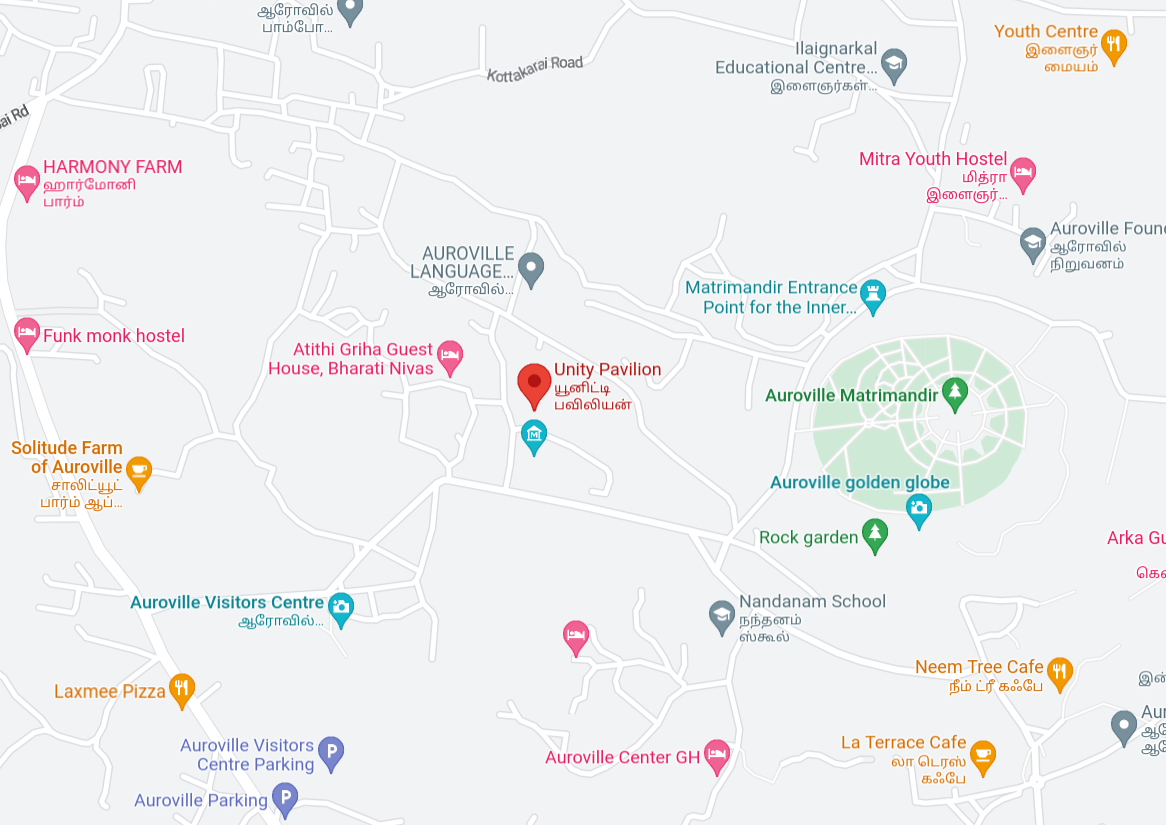 ஆரோவில்
பாம்போ...
Kottakarai Road
Ilaignarkal
Educational Centre...
இளைஞர்கள்...
Youth Centre
இளைஞர்
மையம்
ai Rd
HARMONY FARM
ஹார்மோனி
பார்ம்
Mitra Youth Hostel
மித்ரா
இளைஞர்...
AUROVILLE
LANGUAGE...
ஆரோவில்...
Auroville Foun
ஆரோவில்
நிறுவனம்
Matrimandir Entrance
Point for the Inner...
Funk monk hostel
Atithi Griha Guest
House, Bharati Nivas
Unity Pavilion
யூனிட்டி
பவிலியன்
Auroville Matrimandir
Solitude Farm
of Auroville
சாலிட்யூட்
பார்ம் ஆப்...
M
Auroville golden globe
Rock garden
Arka Gu
Auroville Visitors Centre
ஆரோவில்...
Nandanam School
நந்தனம்
ஸ்கூல்
Neem Tree Cafe
நீம் ட்ரீ கஃபே
Laxmee Pizza
Auroville Visitors
Centre Parking
P
Auroville Center GH
La Terrace Cafe
லா டெரஸ்
கஃபே
Aur
Auroville Parking
P